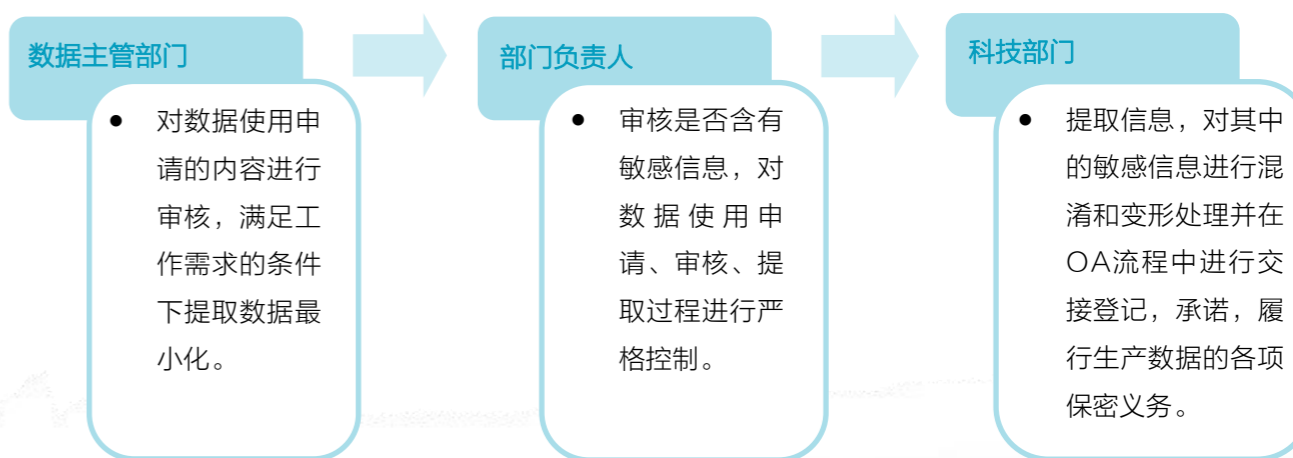 数据主管部门
• 对数据使用申
请的内容进行
审核，满足工
作需求的条件
下提取数据最
小化。
部门负责人
• 审核是否含有
敏感信息，对
数据使用申
请、审核、提
取过程进行严
格控制。
科技部门
• 提取信息，对其中
的敏感信息进行混
淆和变形处理并在
OA流程中进行交
接登记，承诺，履
行生产数据的各项
保密义务。